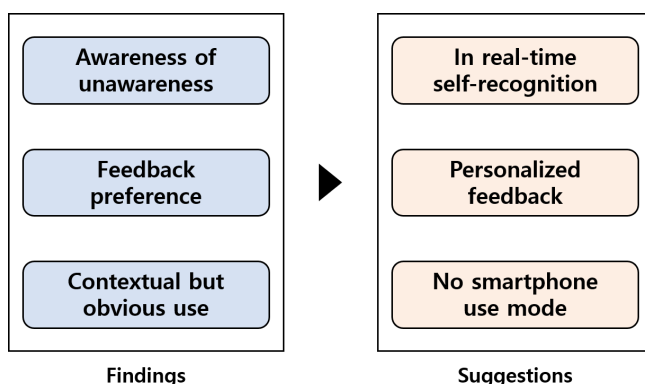 Awareness of
unawareness
Feedback
preference
Contextual but
obvious use
Findings
In real-time
self-recognition
Personalized
feedback
No smartphone
use mode
Suggestions